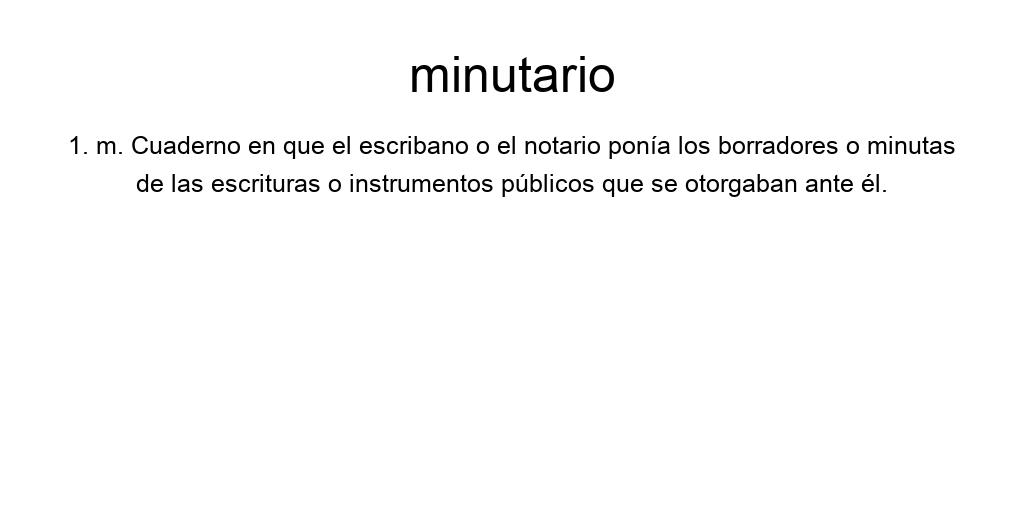 minutario
1. m. Cuaderno en que el escribano o el notario ponía los borradores o minutas
de las escrituras o instrumentos públicos que se otorgaban ante él.